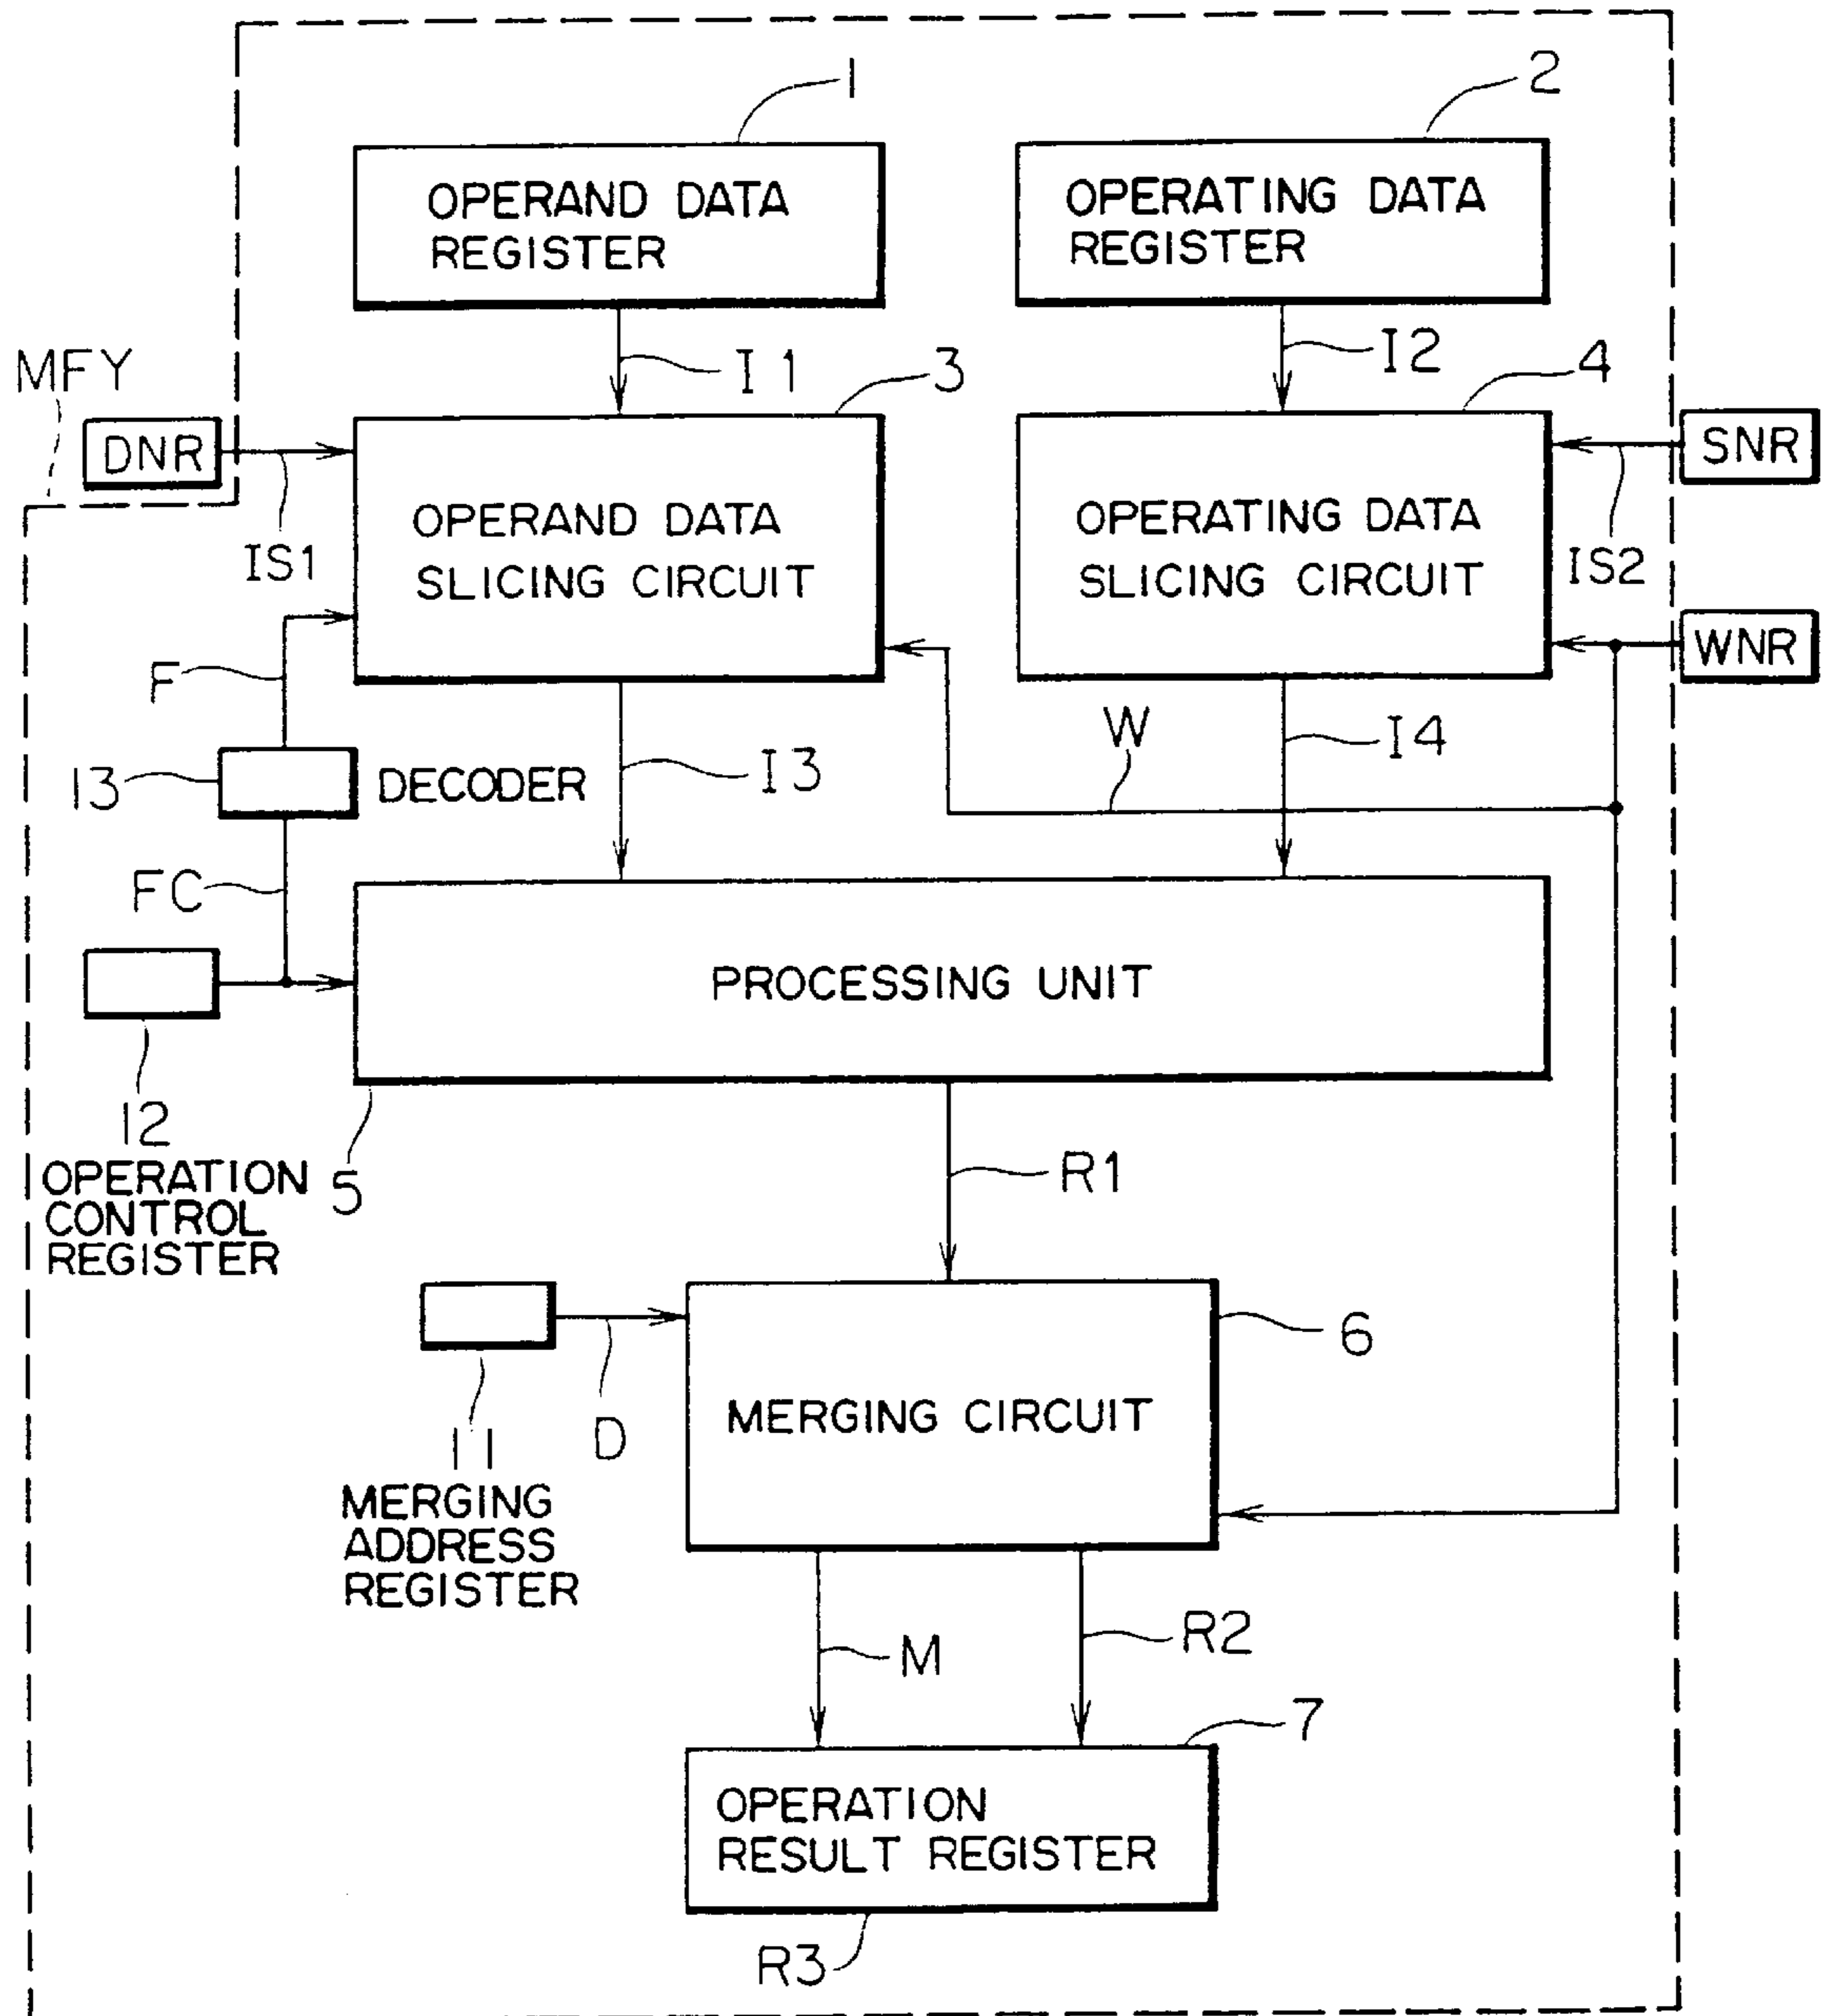 1
2
OPERAND DATA
REGISTER
OPERATING DATA
REGISTER
I1
I2
MFY
3
4
DNR
SNR
IS1
IS2
OPERAND DATA
SLICING CIRCUIT
OPERATING DATA
SLICING CIRCUIT
WNR
F
W
I3
I4
13
DECODER
FC
PROCESSING UNIT
12
OPERATION
CONTROL
REGISTER
5
R1
6
D
MERGING CIRCUIT
11
MERGING
ADDRESS
REGISTER
M
R2
7
OPERATION
RESULT REGISTER
R3